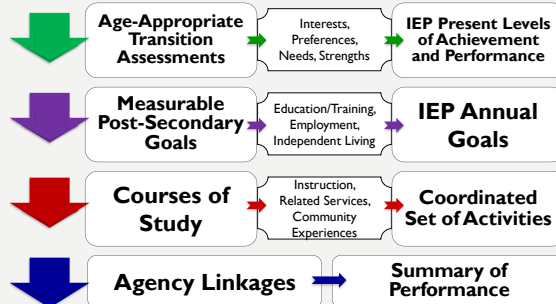 Age-Appropriate
Transition
Assessments
Interests,
Preferences,
Needs, Strengths
IEP Present Levels
of Achievement
and Performance
Measurable
Post-Secondary
Goals
Education/Training,
Employment,
Independent Living
IEP Annual
Goals
Courses of
Study
Instruction,
Related Services,
Community
Experiences
Coordinated
Set of Activities
Agency Linkages
Summary of
Performance